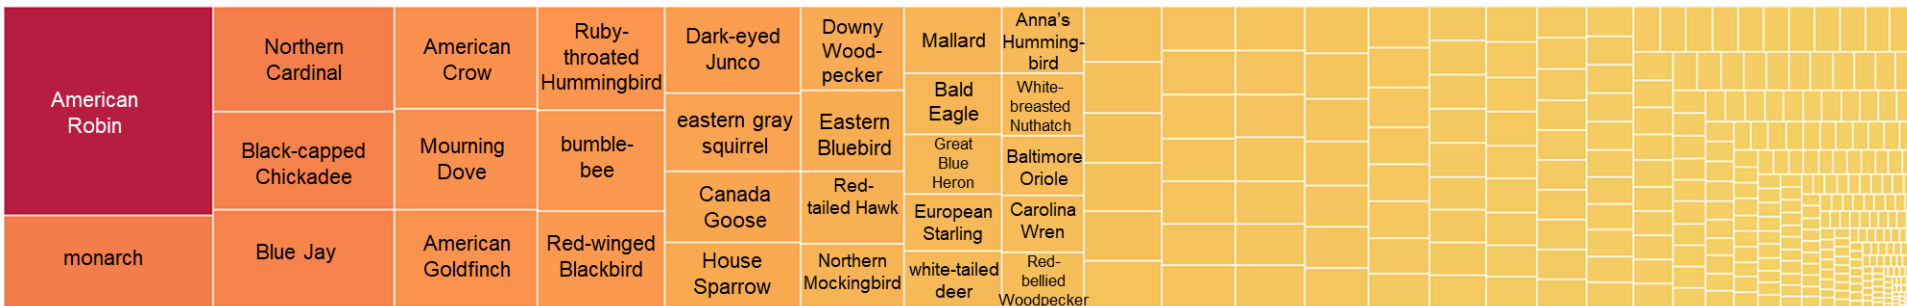 American
Robin
monarch
Northern
Cardinal
Black-capped
Chickadee
Blue Jay
American
Crow
Mourning
Dove
American
Goldfinch
Ruby-
throated
Hummingbird
bumble-
bee
Red-winged
Blackbird
Dark-eyed
Junco
eastern gray
squirrel
Canada
Goose
House
Sparrow
Downy
Wood-
pecker
Eastern
Bluebird
Red-
tailed Hawk
Northern
Mockingbird
Mallard
Bald
Eagle
Great
Blue
Heron
European
Starling
white-tailed
deer
Anna’s
Humming-
bird
White-
breasted
Nuthatch
Baltimore
Oriole
Carolina
Wren
Red-
bellied
Woodpecker